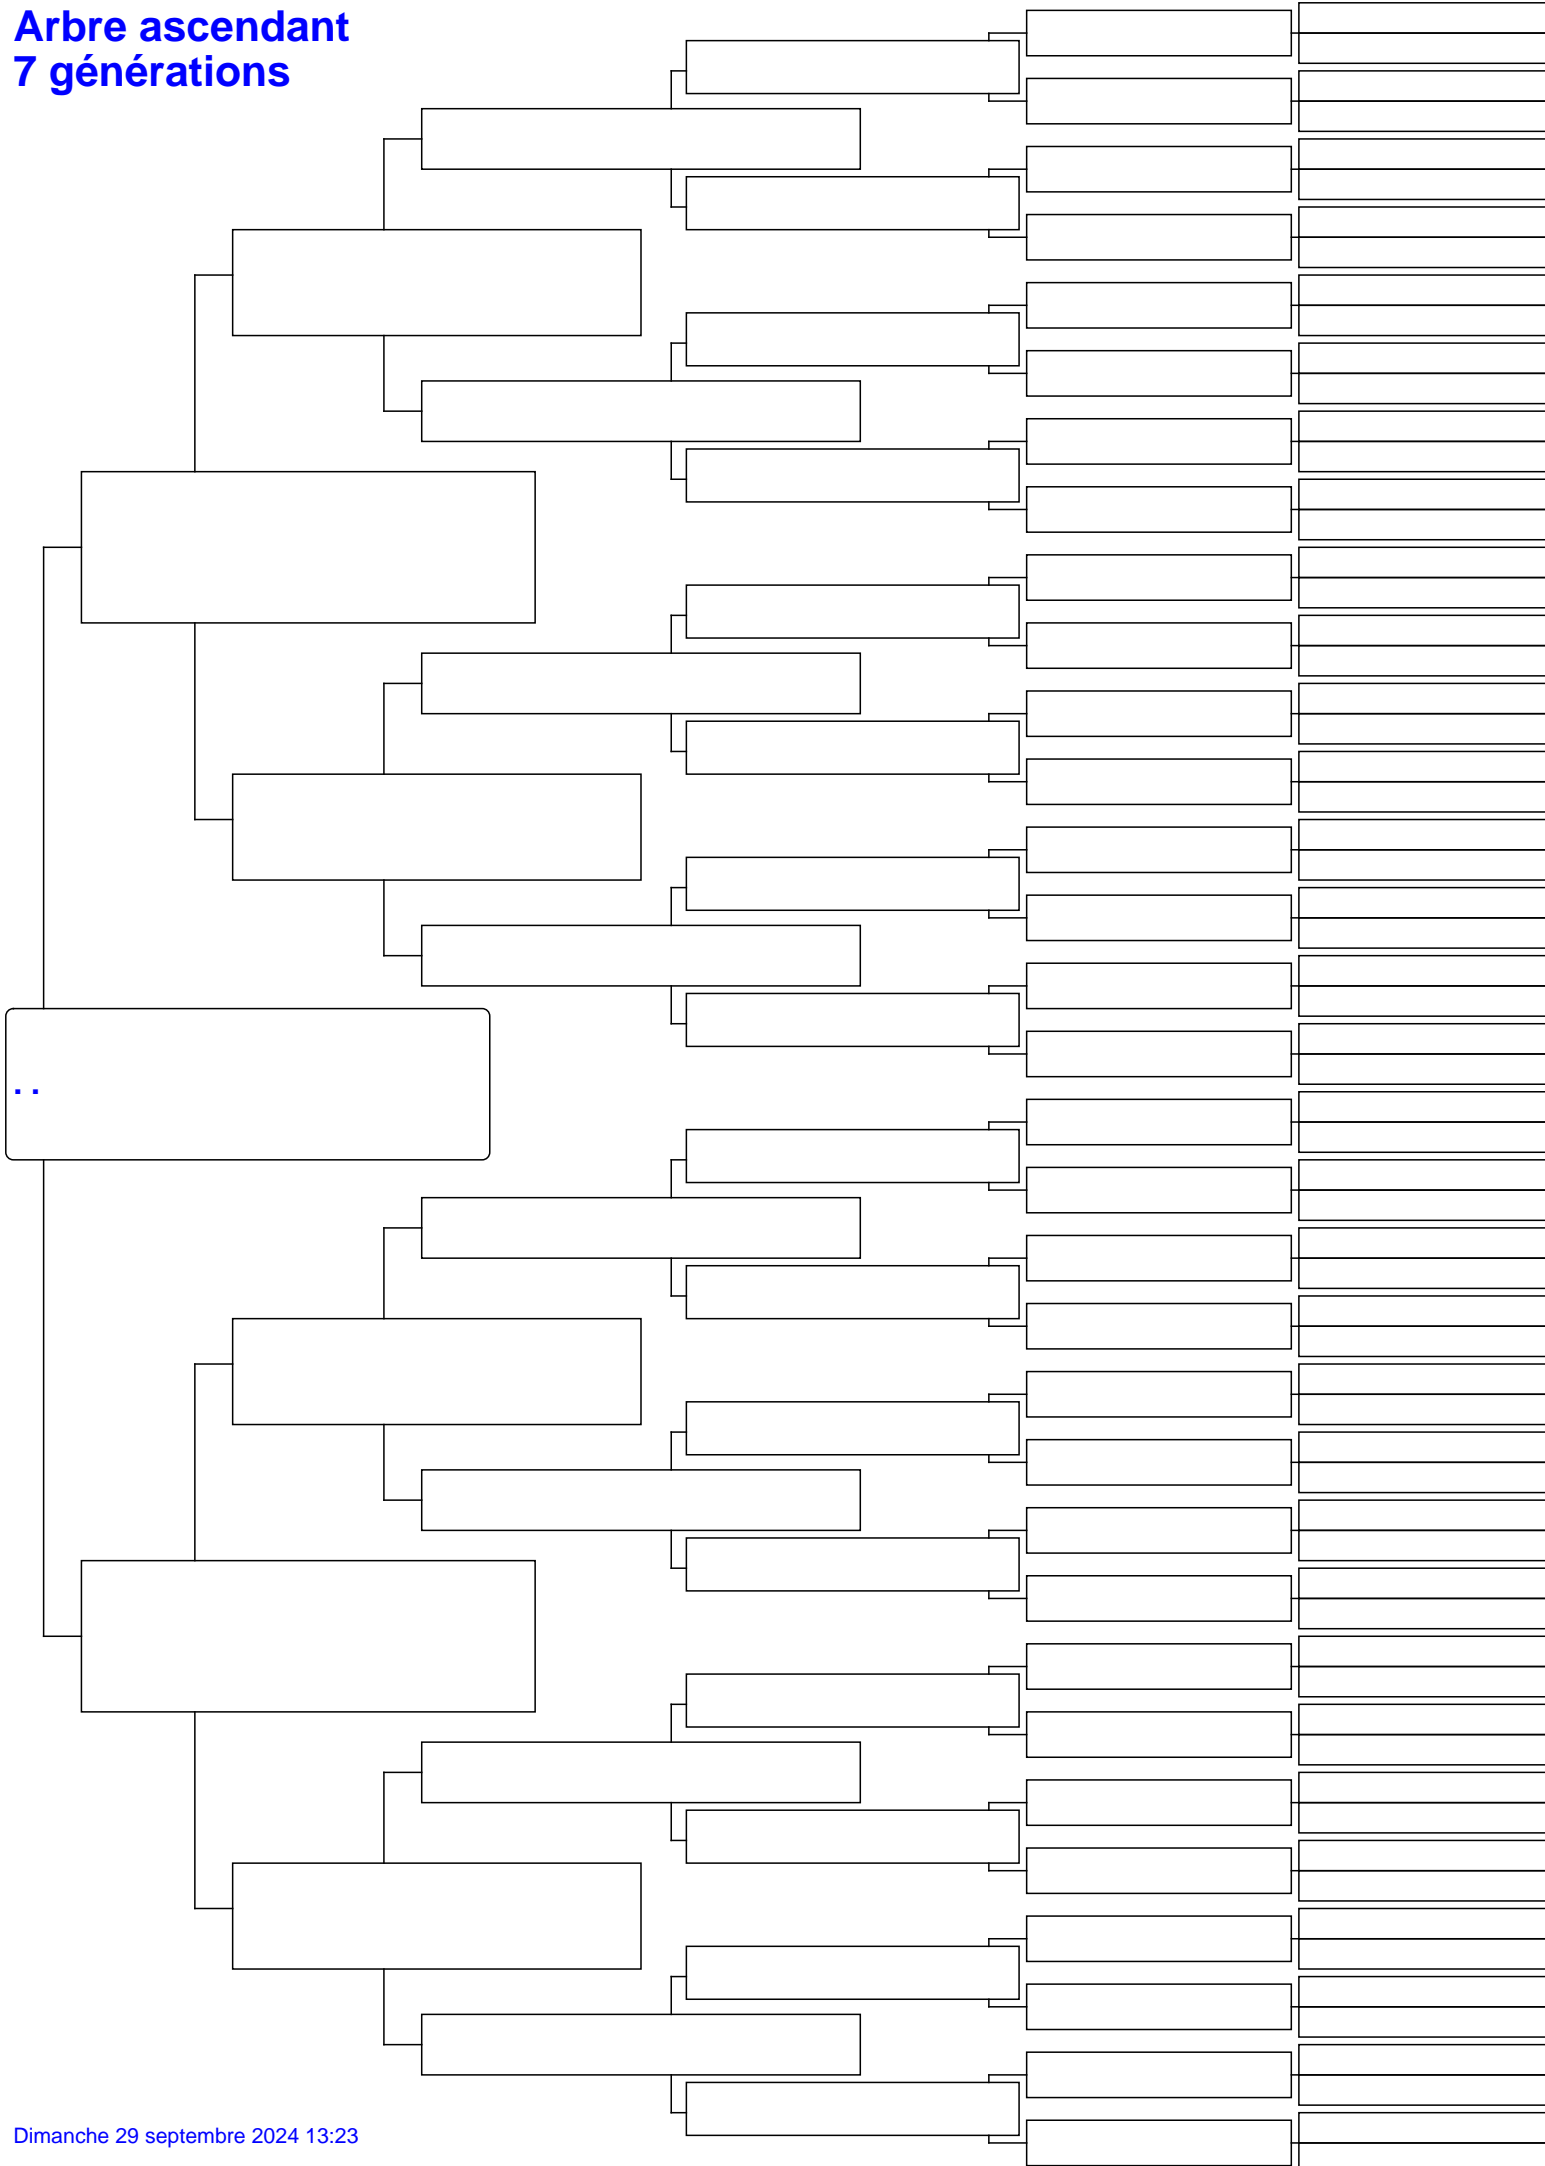 Arbre ascendant
7 générations
. .
Dimanche 29 septembre 2024 13:23